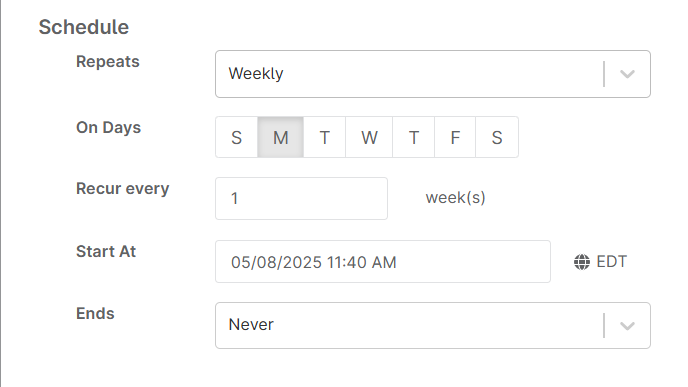 Schedule
Repeats Weekly
On Days S M T W T F S
Recur every 1 week(s)
Start At 05/08/2025 11:40 AM EDT
Ends Never